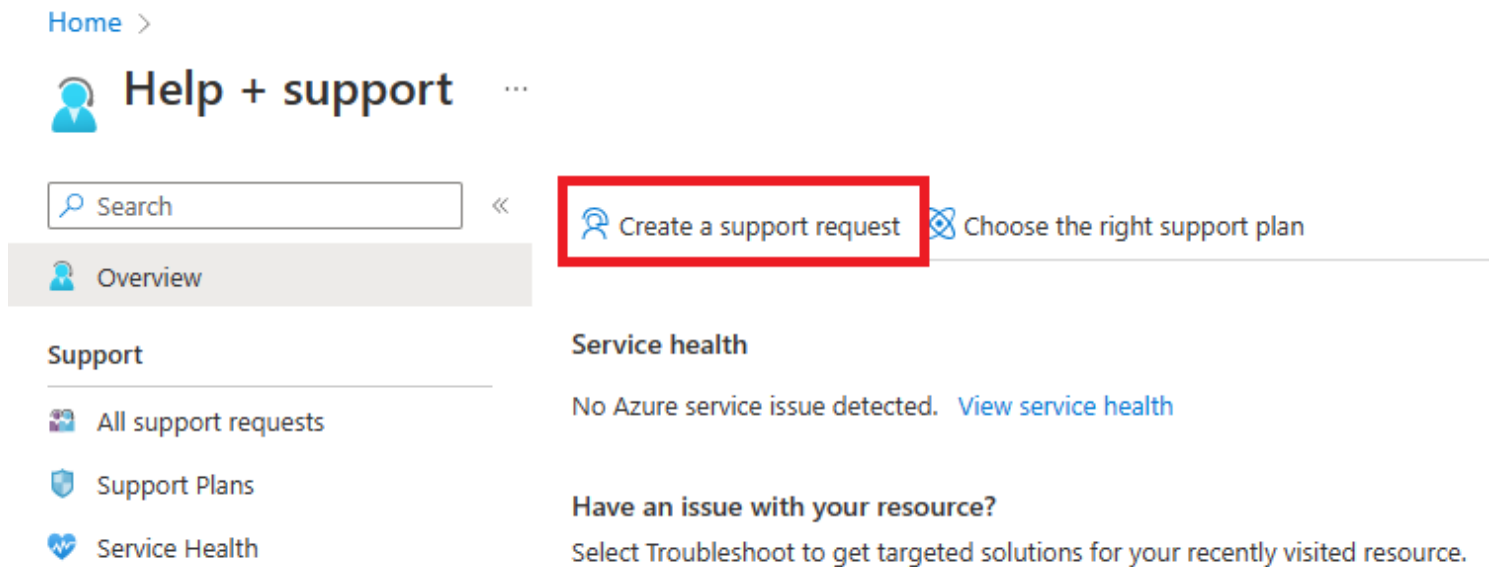 Home >
Help + support ...
Search «
Create a support request Choose the right support plan
Overview
Support
All support requests
Support Plans
Service Health
Service health
No Azure service issue detected. View service health
Have an issue with your resource?
Select Troubleshoot to get targeted solutions for your recently visited resource.